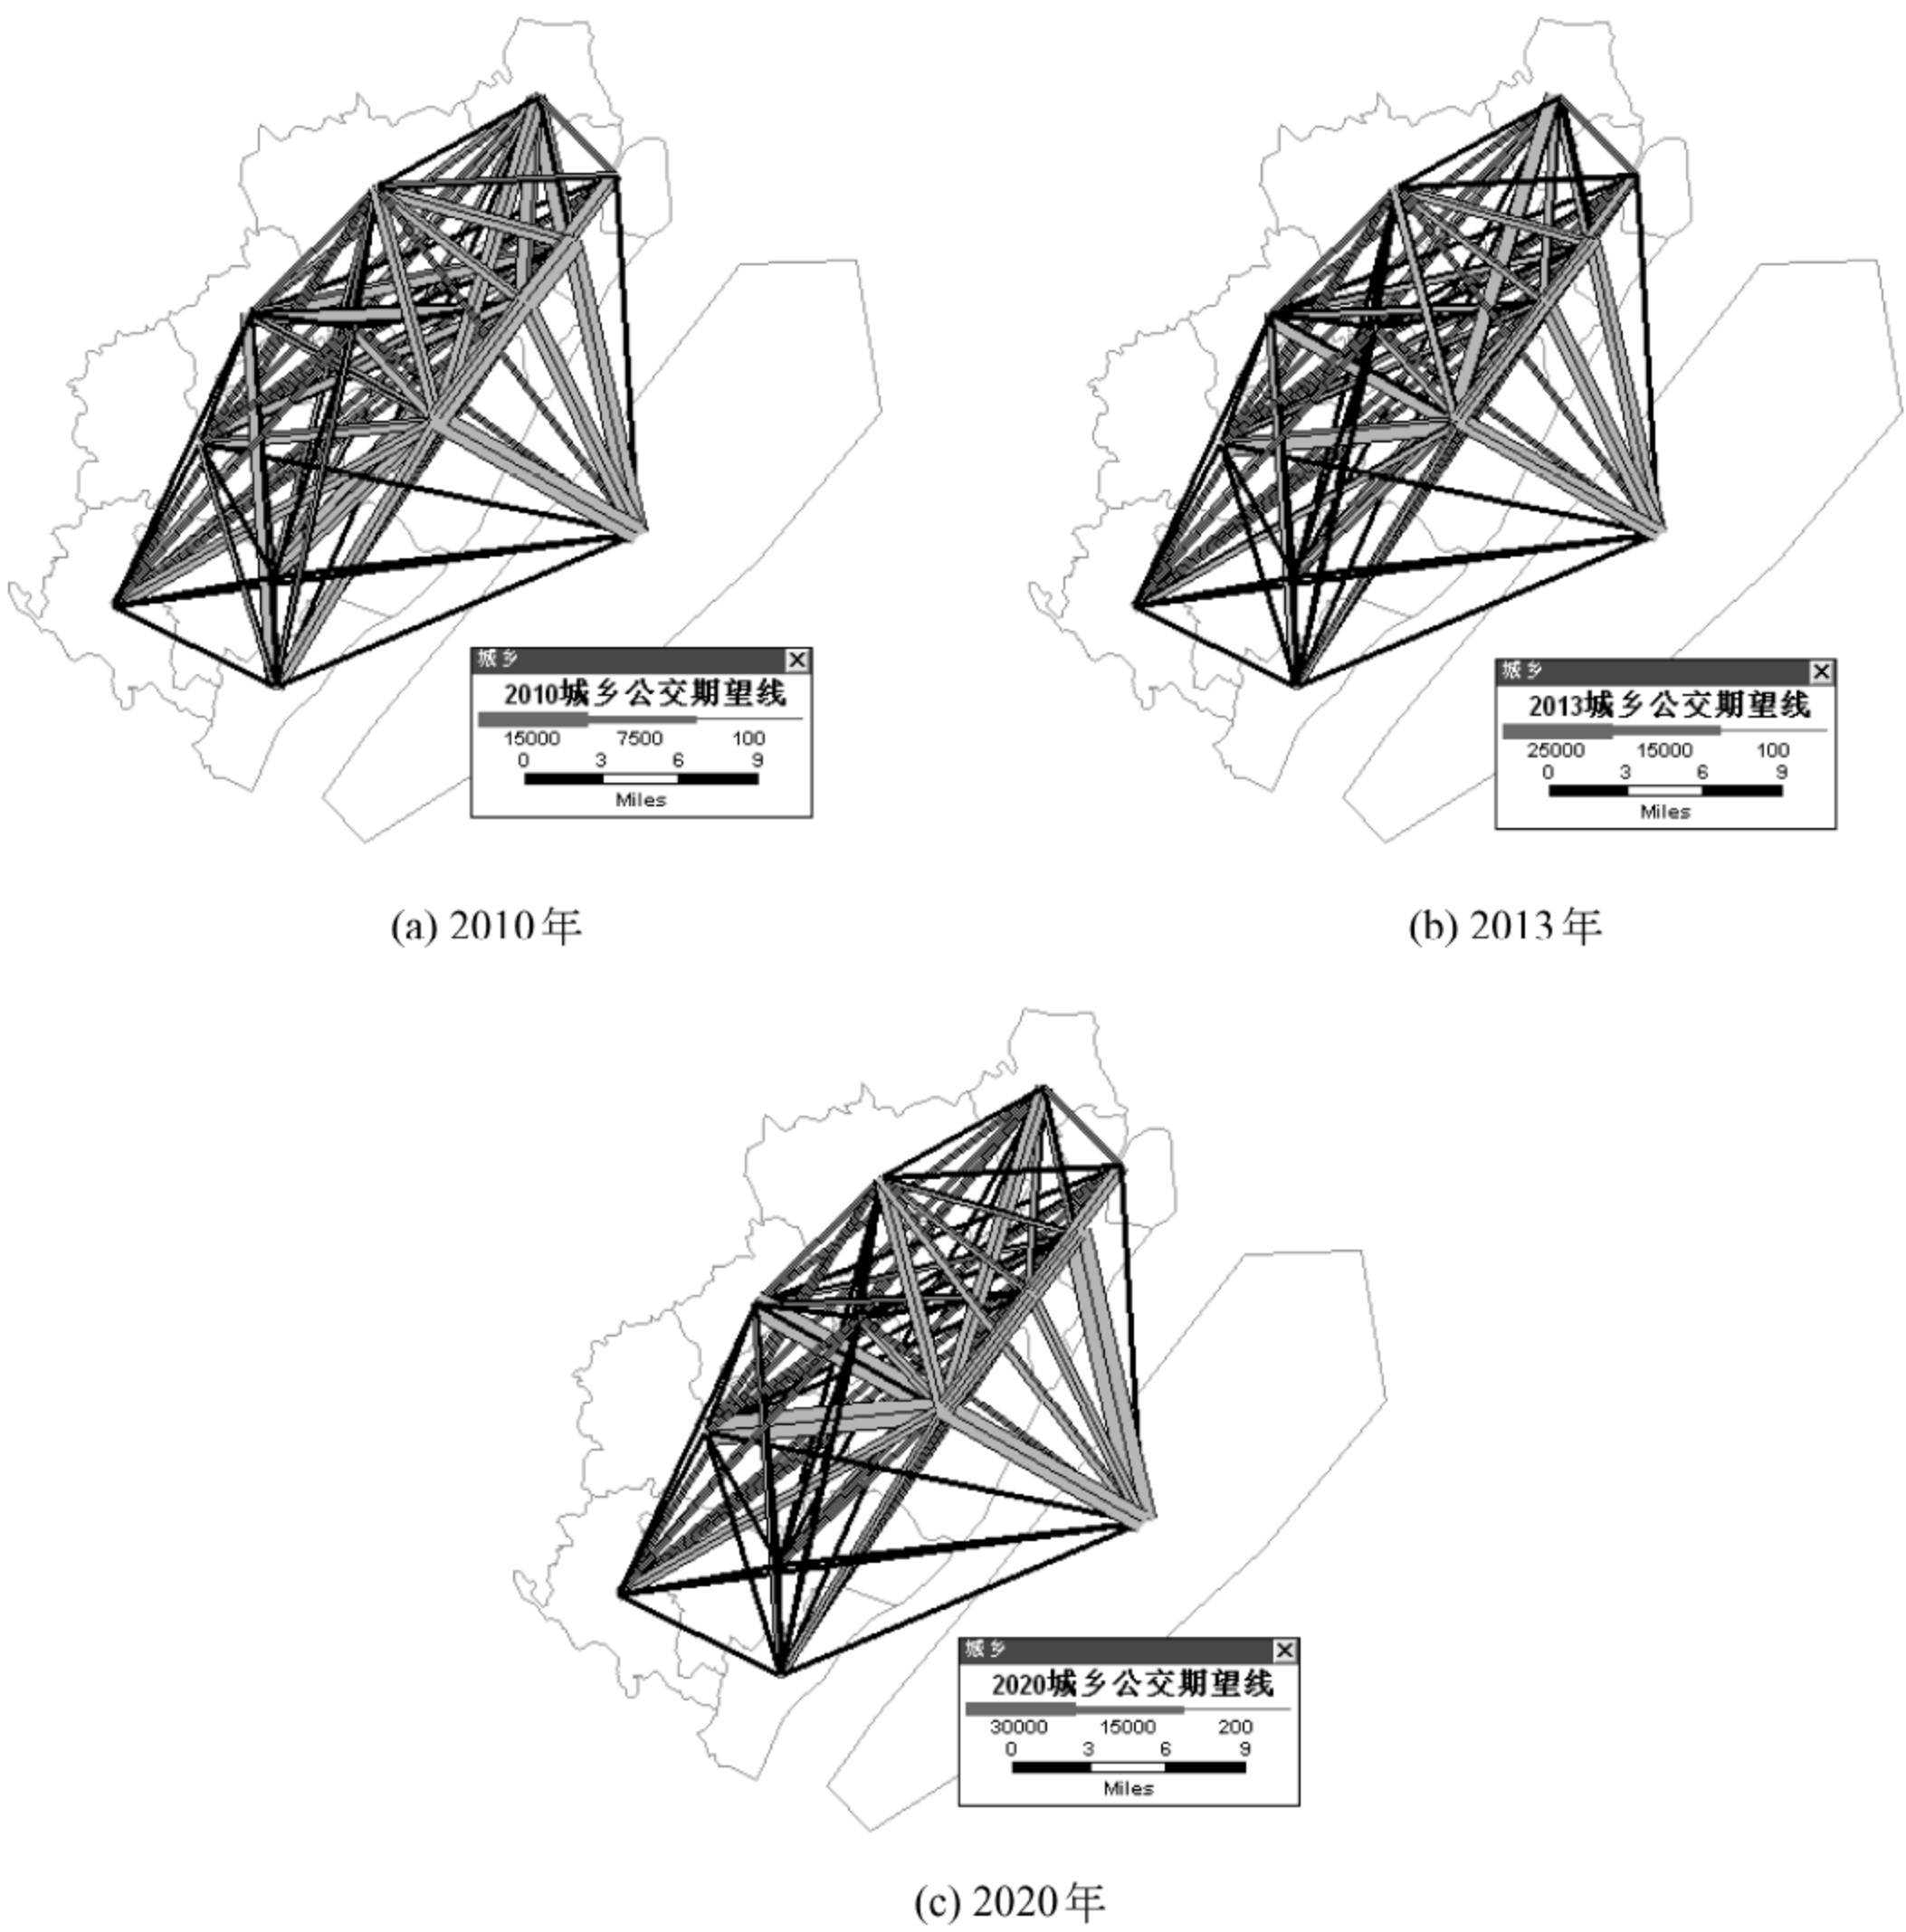 城乡
2010城乡公交期望线
15000 7500 100
0 3 6 9
Miles
(a) 2010年
城乡
2013城乡公交期望线
25000 15000 100
0 3 6 9
Miles
(b) 2013年
城乡
2020城乡公交期望线
30000 15000 200
0 3 6 9
Miles
(c) 2020年